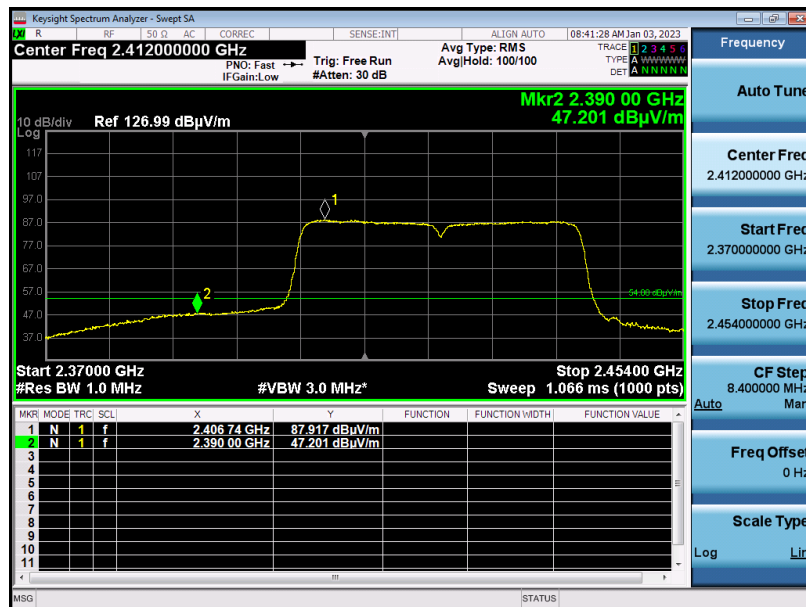 Keysight Spectrum Analyzer - Swept SA
LXI R RF 50 Ω AC CORREC SENSE:INT ALIGN AUTO 08:41:28 AM Jan 03, 2023
Center Freq 2.412000000 GHz
PNO: Fast
IFGain:Low
Trig: Free Run
#Atten: 30 dB
Avg Type: RMS
Avg|Hold: 100/100
TRACE 1 2 3 4 5 6
TYPE A WWWWW
DET A N N N N N
Mkr2 2.390 00 GHz
47.201 dBµV/m
10 dB/div Ref 126.99 dBµV/m
Log
117
107
97.0
87.0
77.0
67.0
57.0
47.0
37.0
1
2
54.00 dBµV/m
Start 2.37000 GHz Stop 2.45400 GHz
#Res BW 1.0 MHz #VBW 3.0 MHz* Sweep 1.066 ms (1000 pts)
MKR MODE TRC SCL X Y FUNCTION FUNCTION WIDTH FUNCTION VALUE
1 N 1 f 2.406 74 GHz 87.917 dBµV/m
2 N 1 f 2.390 00 GHz 47.201 dBµV/m
3
4
5
6
7
8
9
10
11
MSG STATUS
Frequency
Auto Tune
Center Freq
2.412000000 GHz
Start Freq
2.370000000 GHz
Stop Freq
2.454000000 GHz
CF Step
8.400000 MHz
Auto Man
Freq Offset
0 Hz
Scale Type
Log Lin